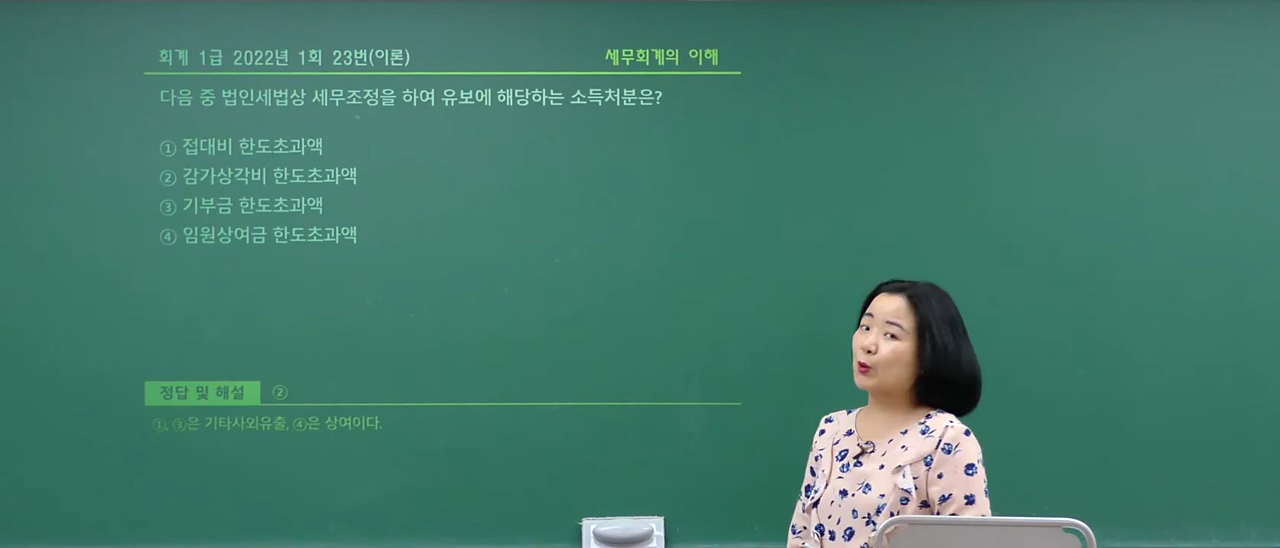 회계 1급 2022년 1회 23번(이론)
세무회계의 이해
다음 중 법인세법상 세무조정을 하여 유보에 해당하는 소득처분은?
① 접대비 한도초과액
② 감가상각비 한도초과액
③ 기부금 한도초과액
④ 임원상여금 한도초과액
정답 및 해설 ②
①, ③은 기타사외유출, ④은 상여이다.